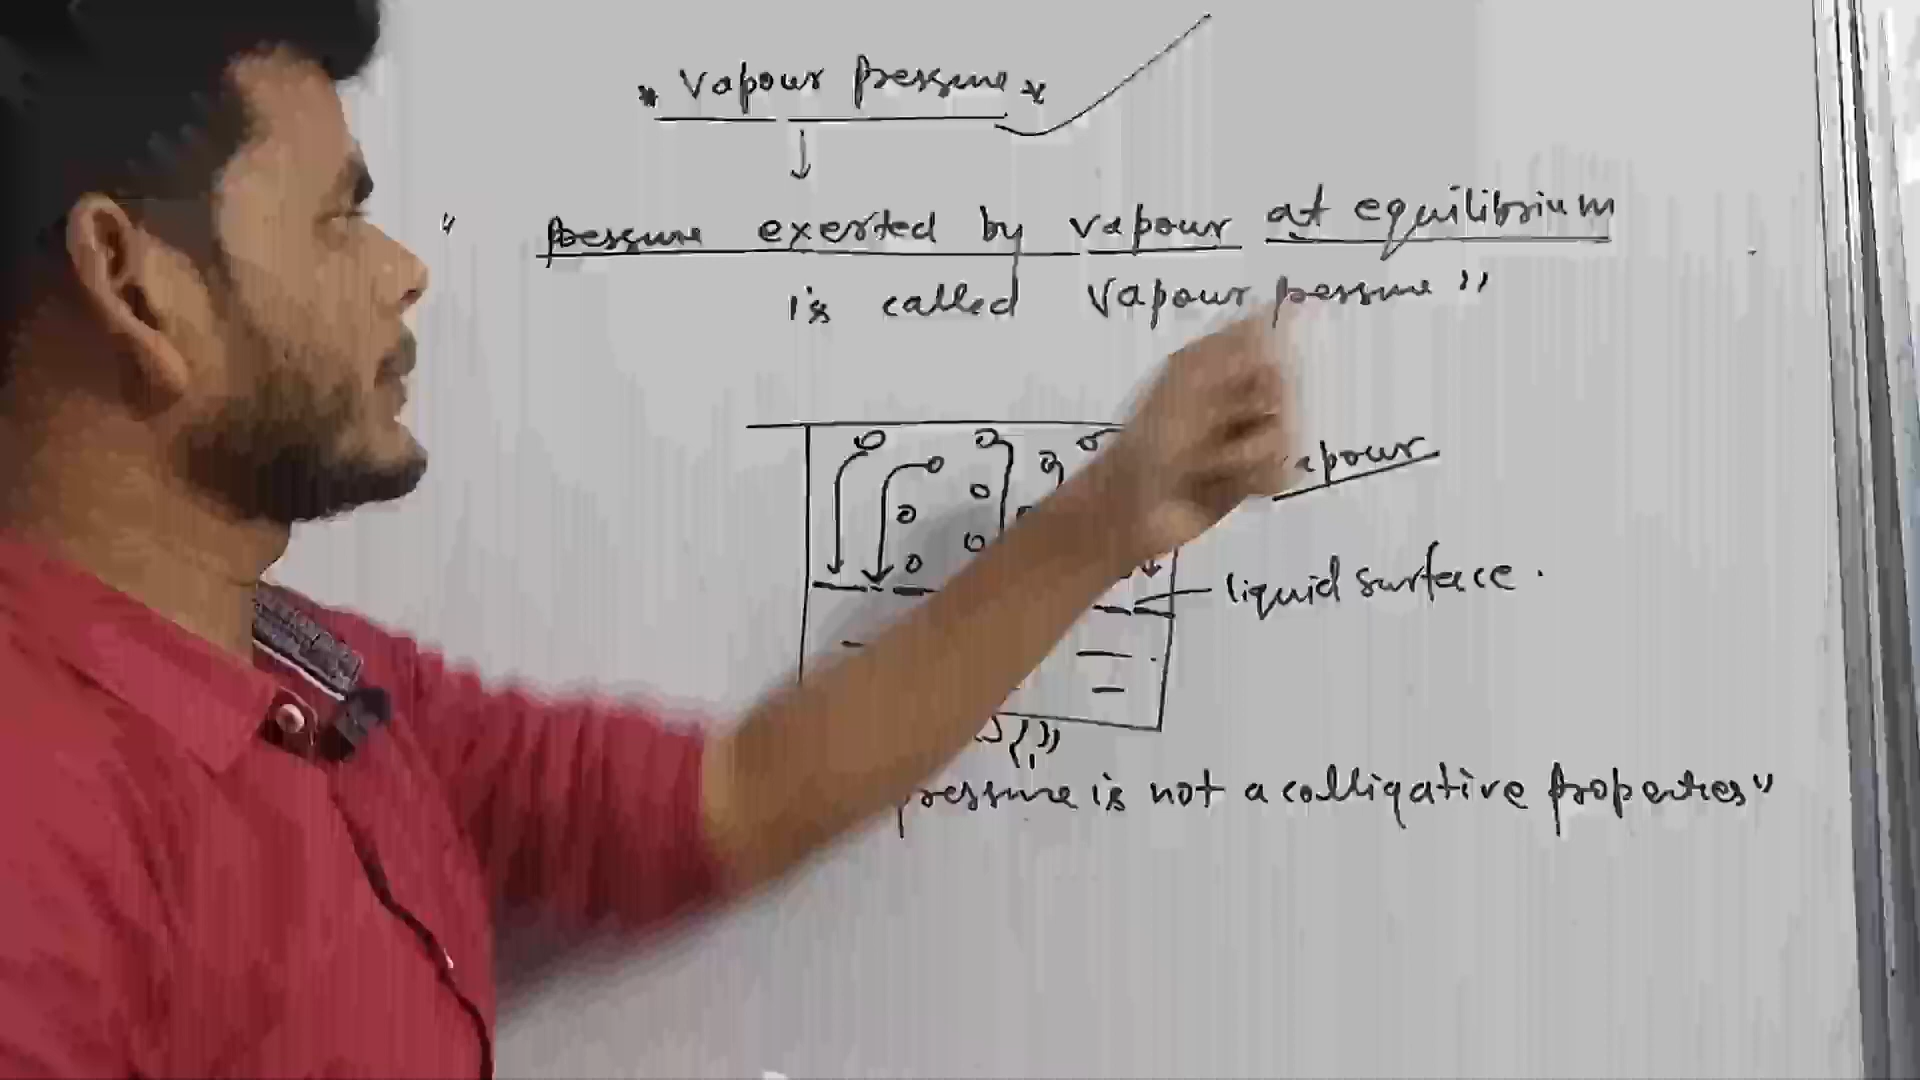 * Vapour pressure *
" pressure exerted by vapour at equilibrium
is called Vapour pressure "
apour
liquid surface.
pressure is not a colligative properties"